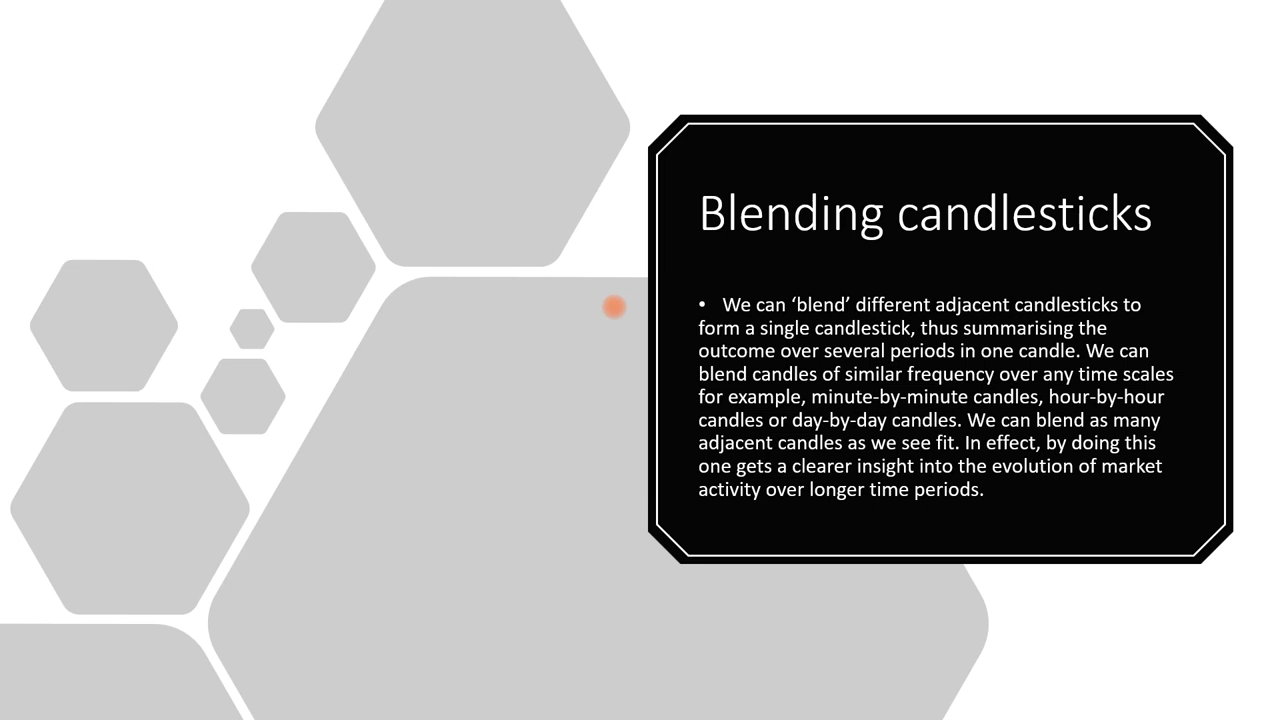 Blending candlesticks
• We can ‘blend’ different adjacent candlesticks to
form a single candlestick, thus summarising the
outcome over several periods in one candle. We can
blend candles of similar frequency over any time scales
for example, minute-by-minute candles, hour-by-hour
candles or day-by-day candles. We can blend as many
adjacent candles as we see fit. In effect, by doing this
one gets a clearer insight into the evolution of market
activity over longer time periods.